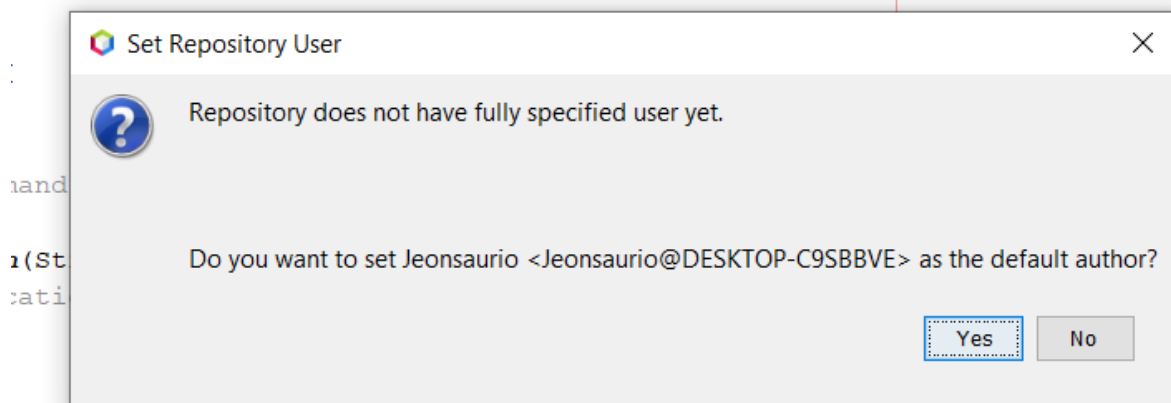 Set Repository User
Repository does not have fully specified user yet.
Do you want to set Jeonsaurio <Jeonsaurio@DESKTOP-C9SBBVE> as the default author?
Yes
No